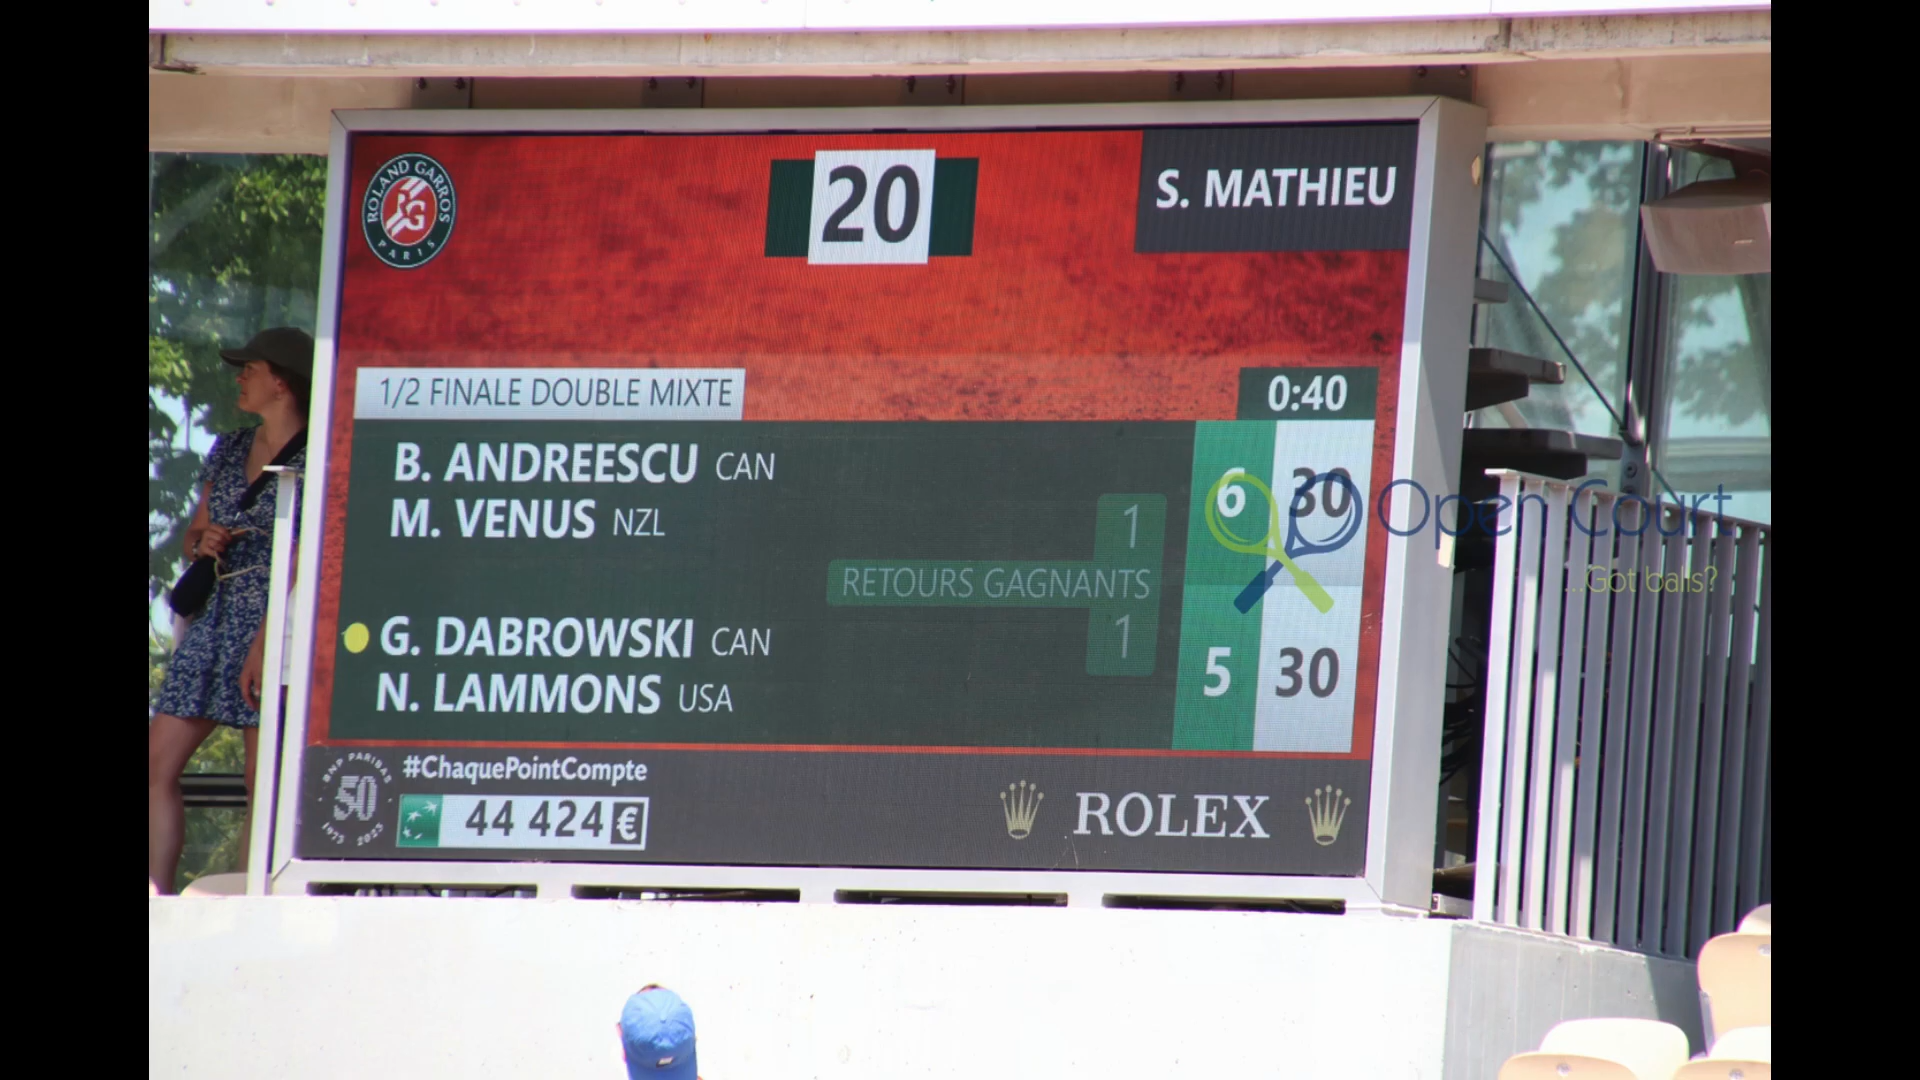 ROLAND GARROS
RG
PARIS
20
S. MATHIEU
1/2 FINALE DOUBLE MIXTE
0:40
B. ANDREESCU CAN
M. VENUS NZL
6 30
1
RETOURS GAGNANTS
1
G. DABROWSKI CAN
N. LAMMONS USA
5 30
Open Court
...Got balls?
BNP PARIBAS
50
1973 2023
#ChaquePointCompte
44 424 €
ROLEX